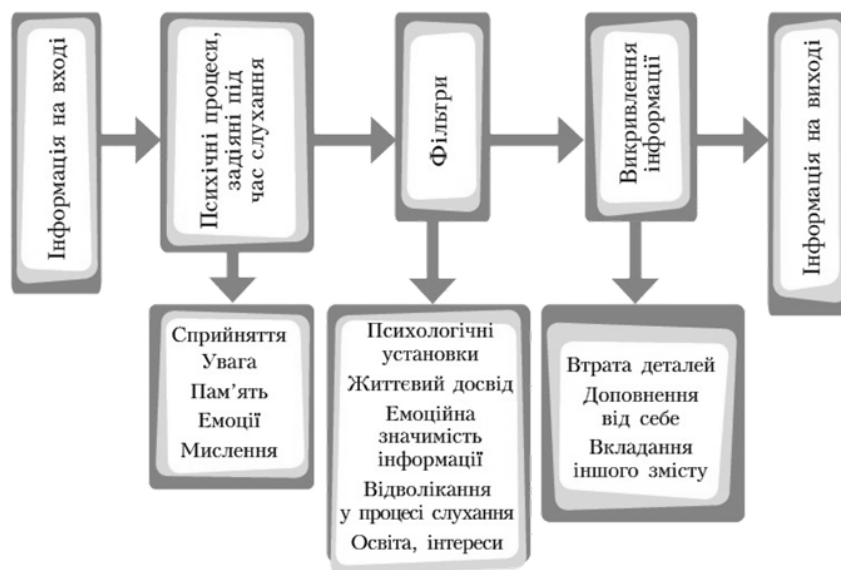 Інформація на вході
Психічні процеси,
задіяні під
час слухання
Фільтри
Викривлення
інформації
Інформація на виході
Сприйняття
Увага
Пам’ять
Емоції
Мислення
Психологічні
установки
Життєвий досвід
Емоційна
значимість
інформації
Відволікання
у процесі слухання
Освіта, інтереси
Втрата деталей
Доповнення
від себе
Вкладання
іншого змісту